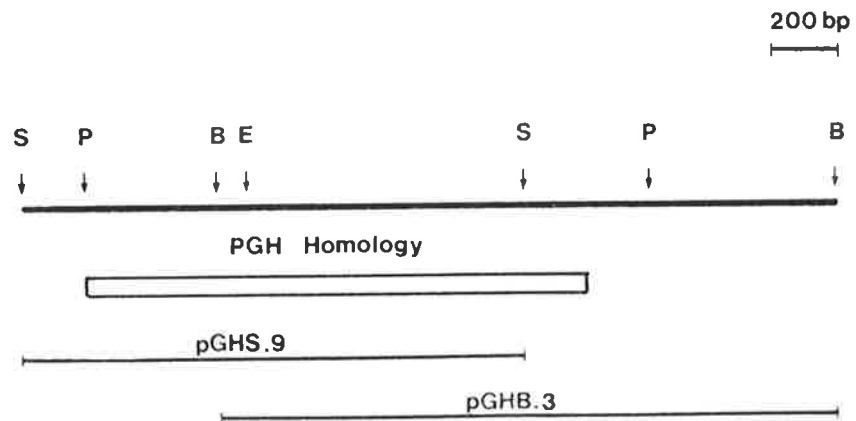 200 bp
S P B E S P B
PGH Homology
pGHS.9
pGHB.3